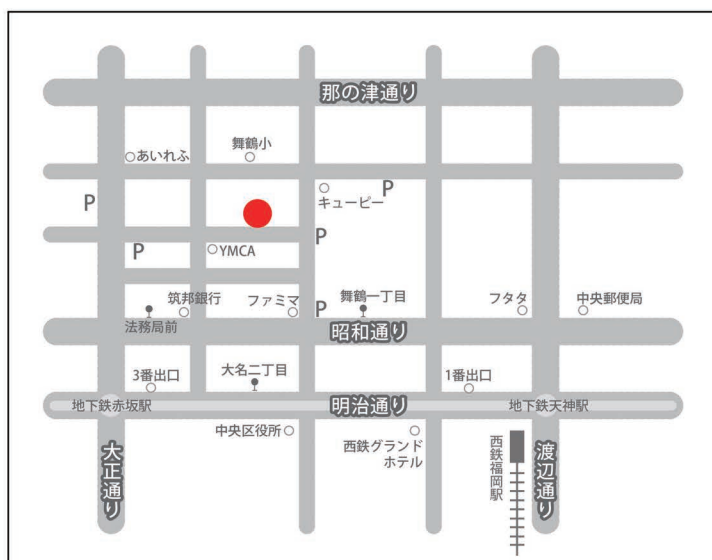 那の津通り
舞鶴小
あいれふ
P
キューピー
P
P
YMCA
P
筑邦銀行
ファミマ
P
舞鶴一丁目
フタタ
中央郵便局
法務局前
昭和通り
3番出口
大名二丁目
1番出口
地下鉄赤坂駅
明治通り
地下鉄天神駅
中央区役所
西鉄グランド
ホテル
大正通り
西鉄福岡駅
渡辺通り